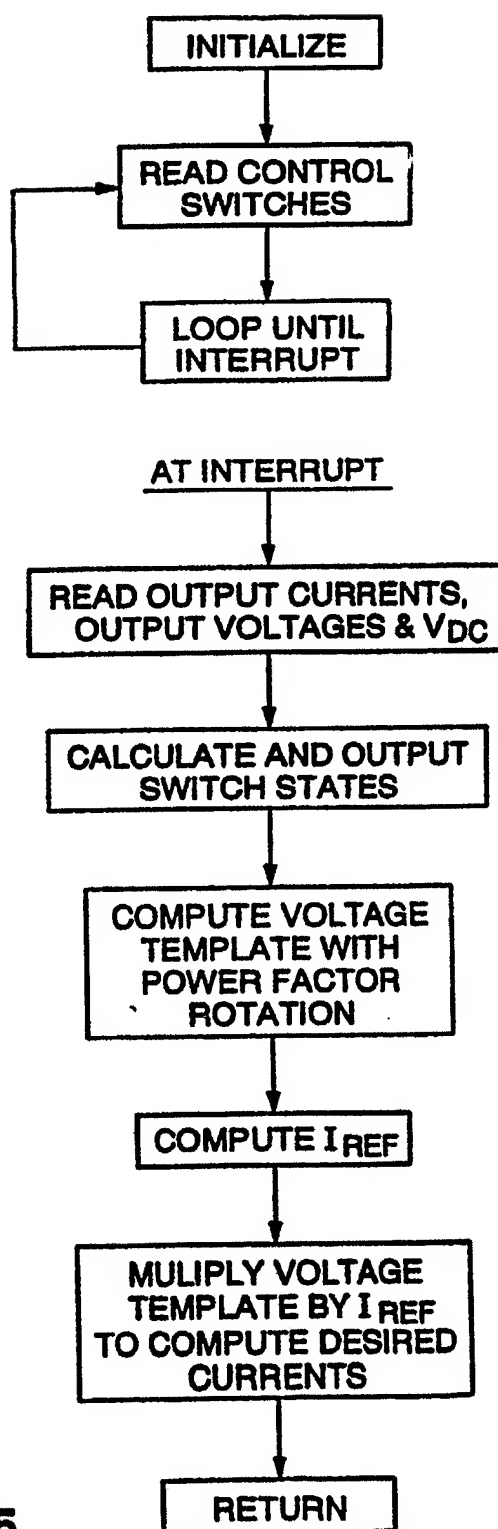 INITIALIZE
READ CONTROL
SWITCHES
LOOP UNTIL
INTERRUPT
AT INTERRUPT
READ OUTPUT CURRENTS,
OUTPUT VOLTAGES & VDC
CALCULATE AND OUTPUT
SWITCH STATES
COMPUTE VOLTAGE
TEMPLATE WITH
POWER FACTOR
ROTATION
COMPUTE IREF
MULIPLY VOLTAGE
TEMPLATE BY IREF
TO COMPUTE DESIRED
CURRENTS
RETURN